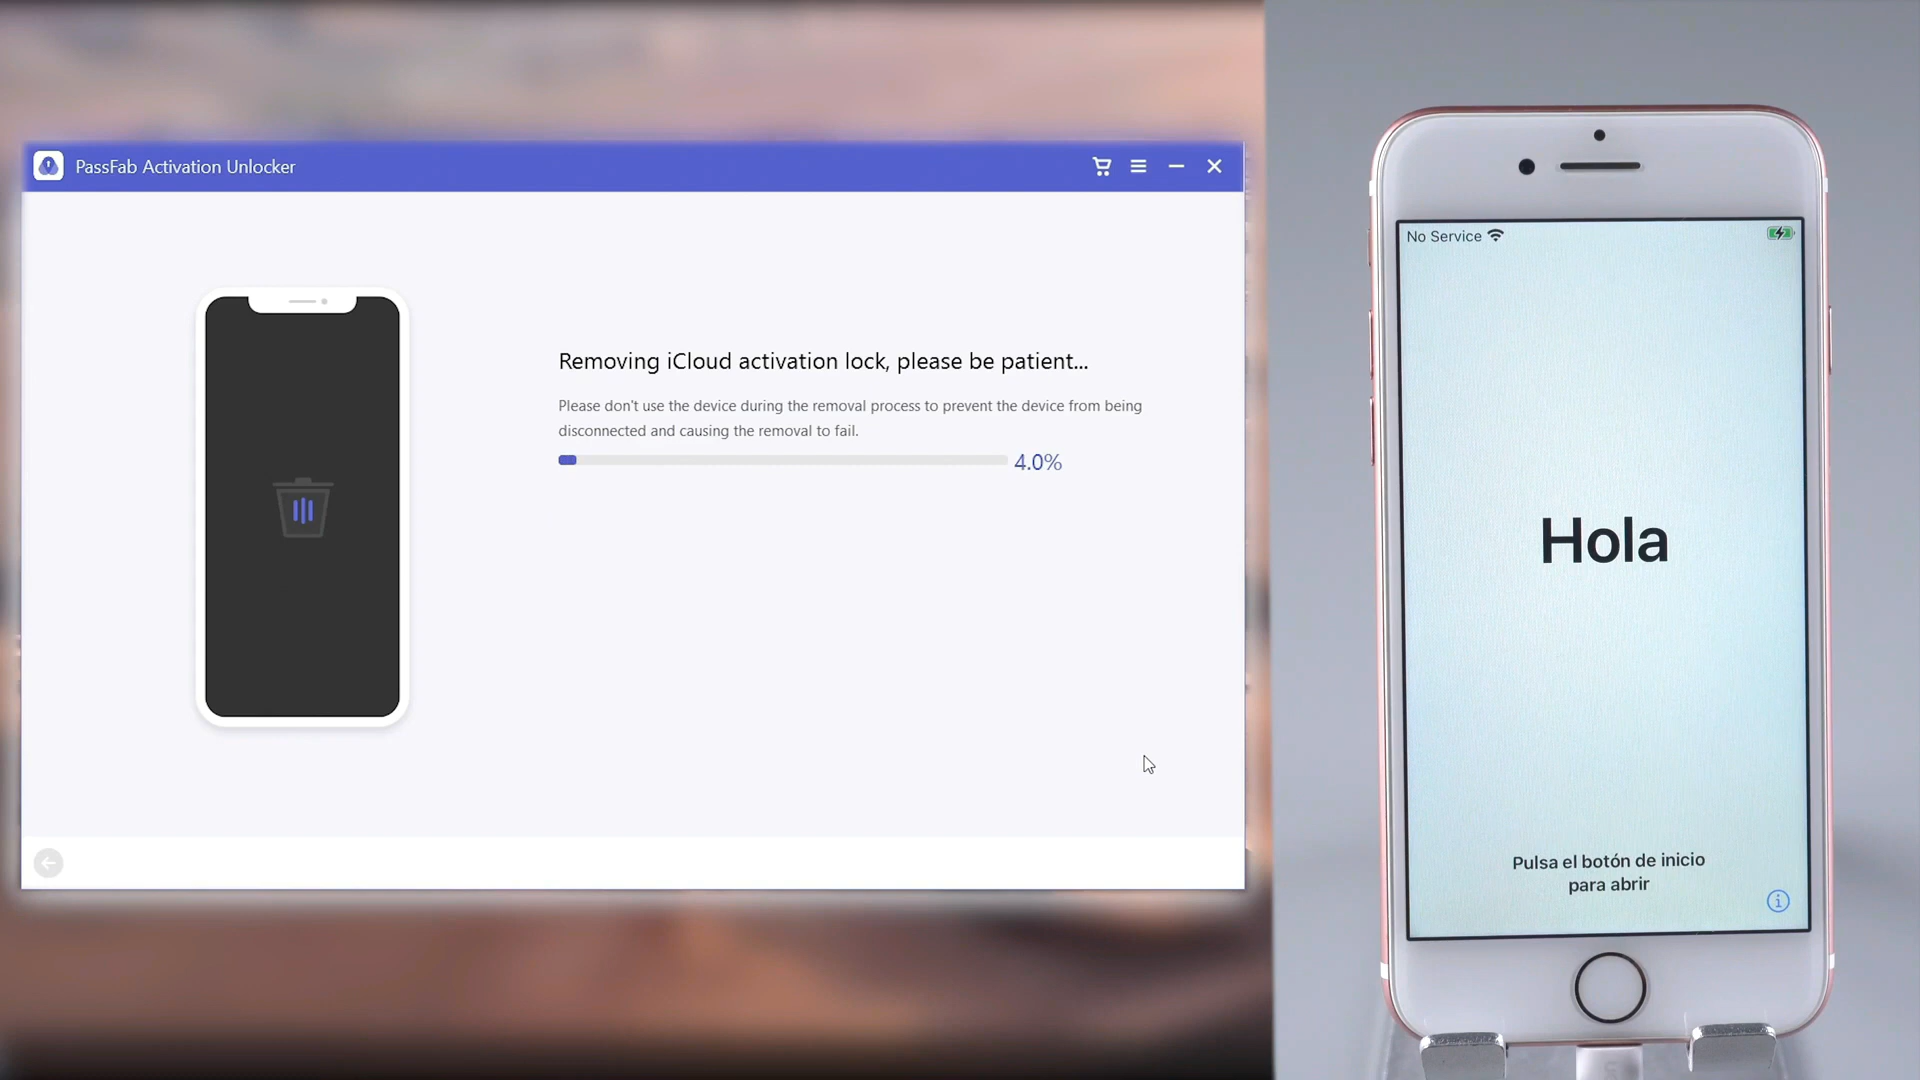 PassFab Activation Unlocker
Removing iCloud activation lock, please be patient...
Please don't use the device during the removal process to prevent the device from being
disconnected and causing the removal to fail.
4.0%
No Service
Hola
Pulsa el botón de inicio
para abrir